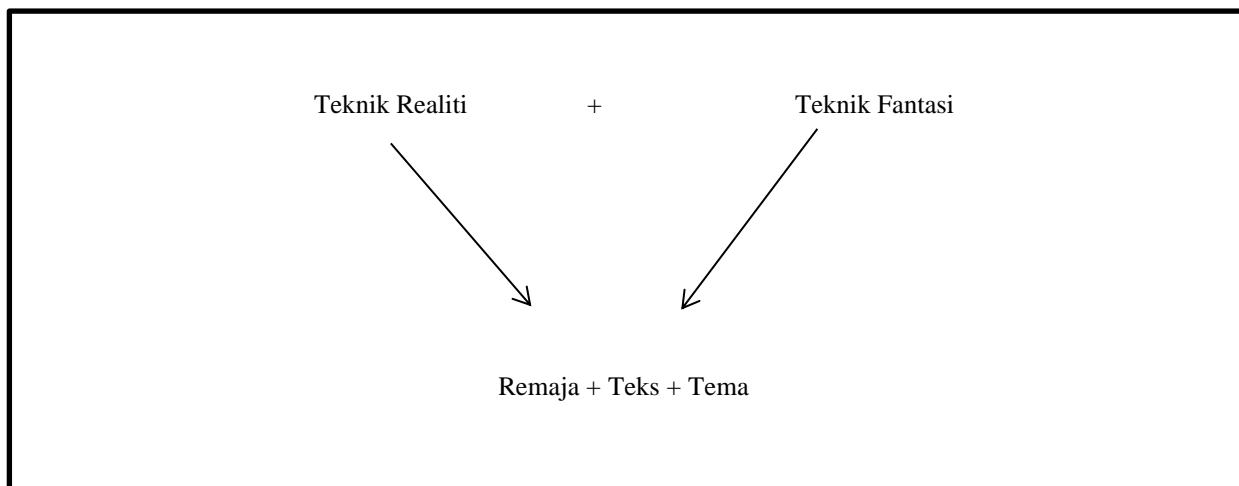 Teknik Realiti + Teknik Fantasi
Remaja + Teks + Tema